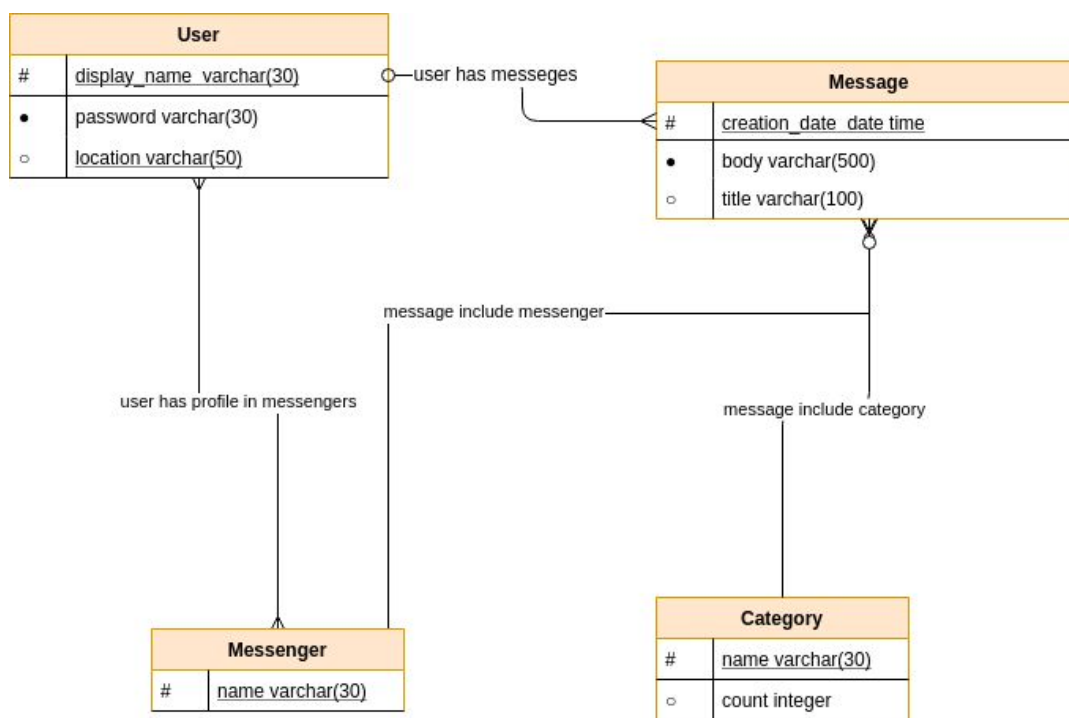 User
# display_name varchar(30)
● password varchar(30)
○ location varchar(50)
user has messeges
Message
# creation_date date time
● body varchar(500)
○ title varchar(100)
message include messenger
user has profile in messengers
message include category
Messenger
# name varchar(30)
Category
# name varchar(30)
○ count integer